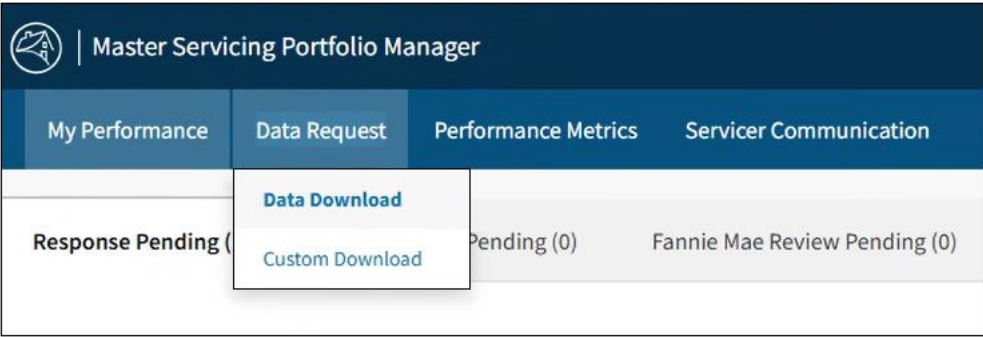 Master Servicing Portfolio Manager
My Performance Data Request Performance Metrics Servicer Communication
Data Download
Response Pending ( Pending (0) Fannie Mae Review Pending (0)
Custom Download